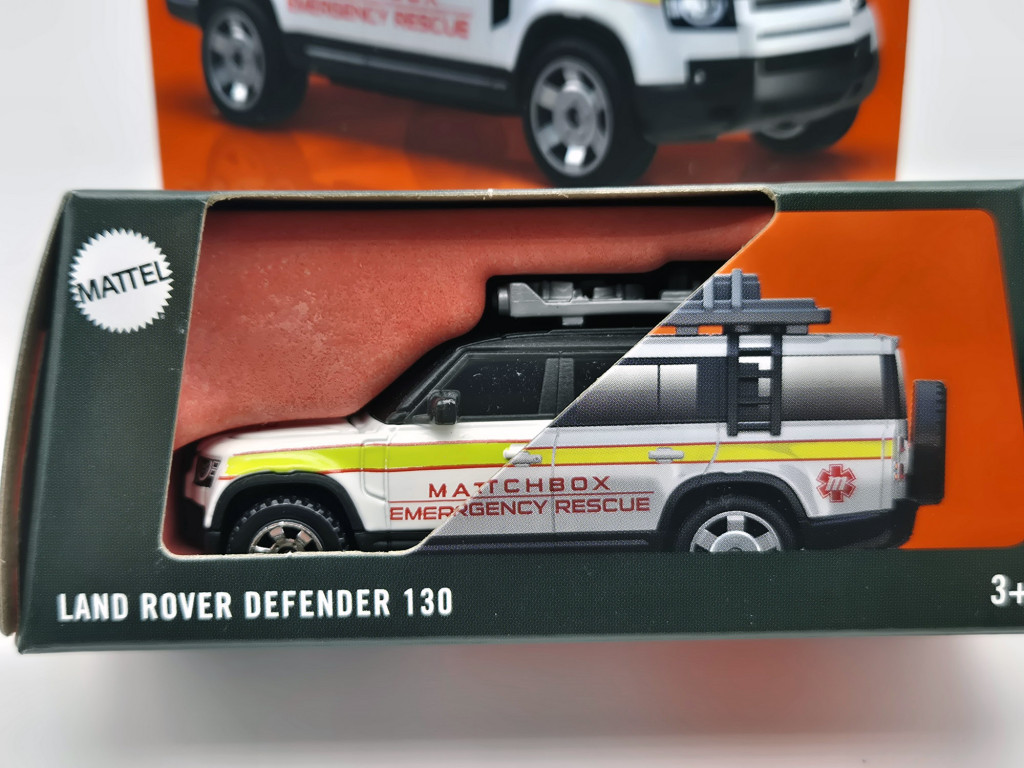 EMERGENCY RESCUE
MATTEL
MATCHBOX
EMERGENCY RESCUE
m
LAND ROVER DEFENDER 130
3+